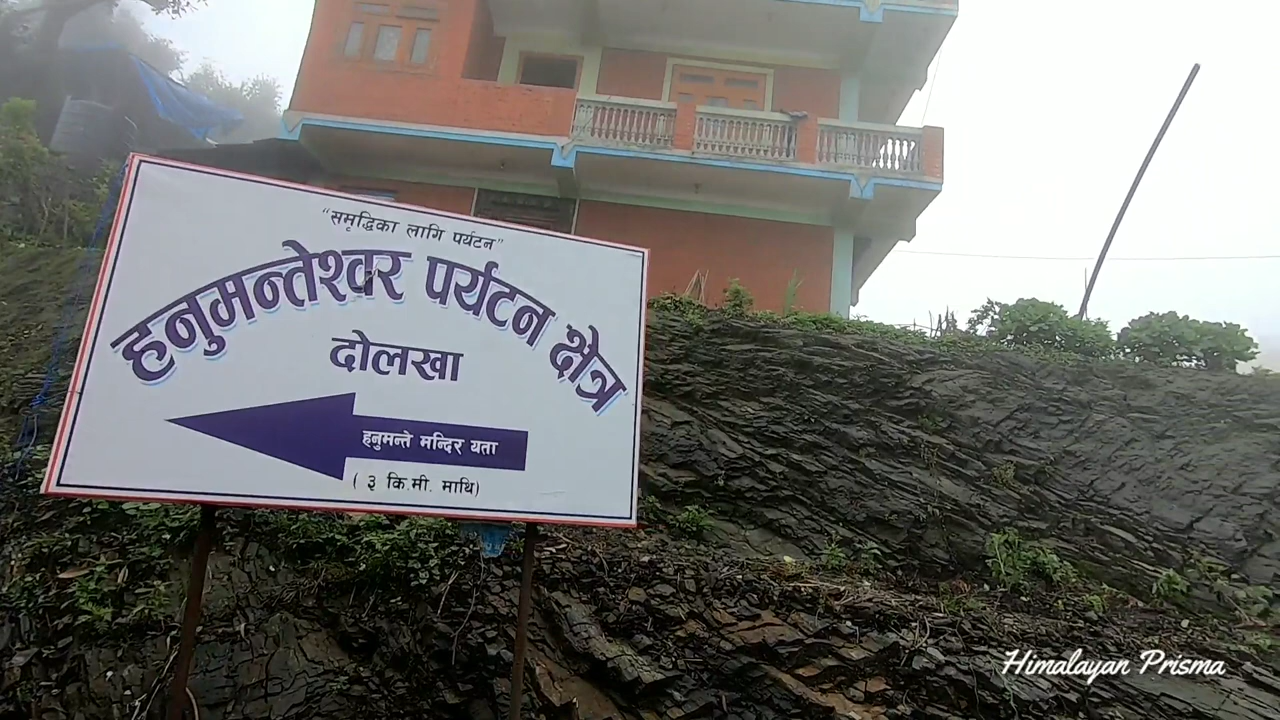 “समृद्धिका लागि पर्यटन”
हनुमन्तेश्वर पर्यटन क्षेत्र
दोलखा
हनुमन्ते मन्दिर यता
( ३ कि.मी. माथि)
Himalayan Prisma